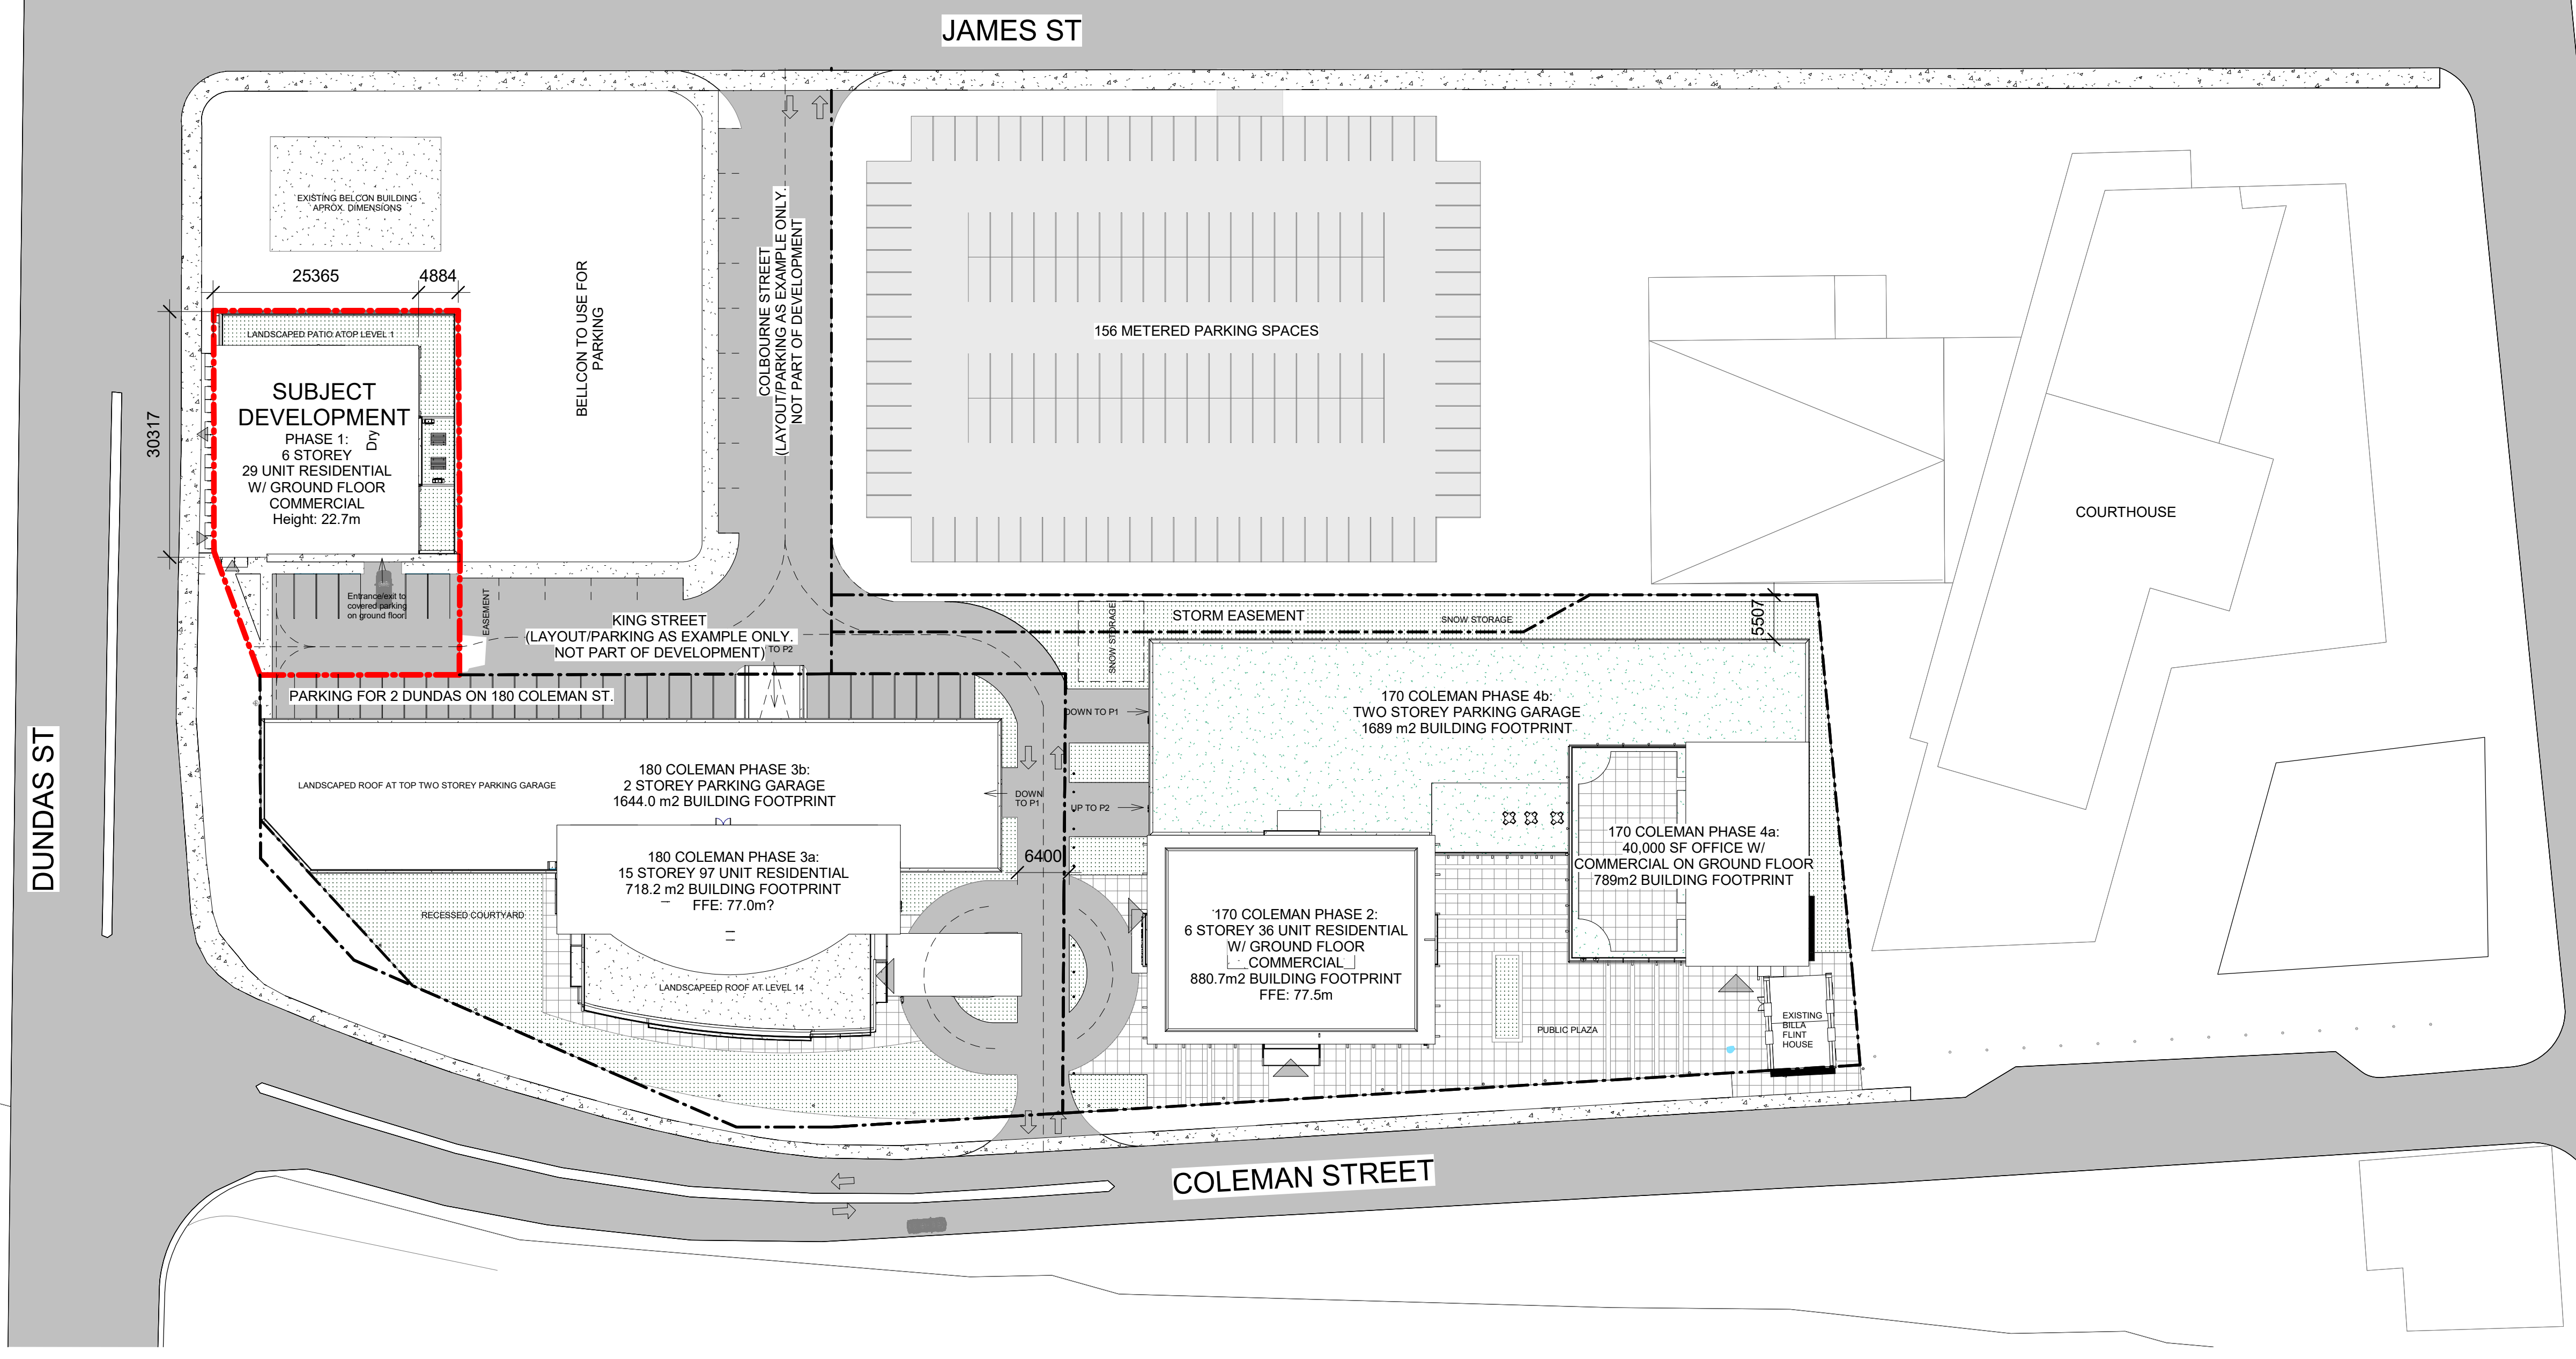 JAMES ST
EXISTING BELCON BUILDING
APROX. DIMENSIONS
25365
4884
30317
LANDSCAPED PATIO ATOP LEVEL 1
SUBJECT
DEVELOPMENT
PHASE 1:
6 STOREY
29 UNIT RESIDENTIAL
W/ GROUND FLOOR
COMMERCIAL
Height: 22.7m
Dry
BELLCON TO USE FOR
PARKING
COLBOURNE STREET
(LAYOUT/PARKING AS EXAMPLE ONLY.
NOT PART OF DEVELOPMENT
156 METERED PARKING SPACES
COURTHOUSE
Entrance/exit to
covered parking
on ground floor.
EASEMENT
KING STREET
(LAYOUT/PARKING AS EXAMPLE ONLY.
NOT PART OF DEVELOPMENT)
TO P2
SNOW STORAGE
STORM EASEMENT
SNOW STORAGE
5507
PARKING FOR 2 DUNDAS ON 180 COLEMAN ST.
DOWN TO P1
170 COLEMAN PHASE 4b:
TWO STOREY PARKING GARAGE
1689 m2 BUILDING FOOTPRINT
DUNDAS ST
LANDSCAPED ROOF AT TOP TWO STOREY PARKING GARAGE
180 COLEMAN PHASE 3b:
2 STOREY PARKING GARAGE
1644.0 m2 BUILDING FOOTPRINT
DOWN
TO P1
UP TO P2
6400
180 COLEMAN PHASE 3a:
15 STOREY 97 UNIT RESIDENTIAL
718.2 m2 BUILDING FOOTPRINT
FFE: 77.0m?
170 COLEMAN PHASE 4a:
40,000 SF OFFICE W/
COMMERCIAL ON GROUND FLOOR
789m2 BUILDING FOOTPRINT
RECESSED COURTYARD
170 COLEMAN PHASE 2:
6 STOREY 36 UNIT RESIDENTIAL
W/ GROUND FLOOR
COMMERCIAL
880.7m2 BUILDING FOOTPRINT
FFE: 77.5m
LANDSCAPEED ROOF AT LEVEL 14
PUBLIC PLAZA
EXISTING
BILLA
FLINT
HOUSE
COLEMAN STREET